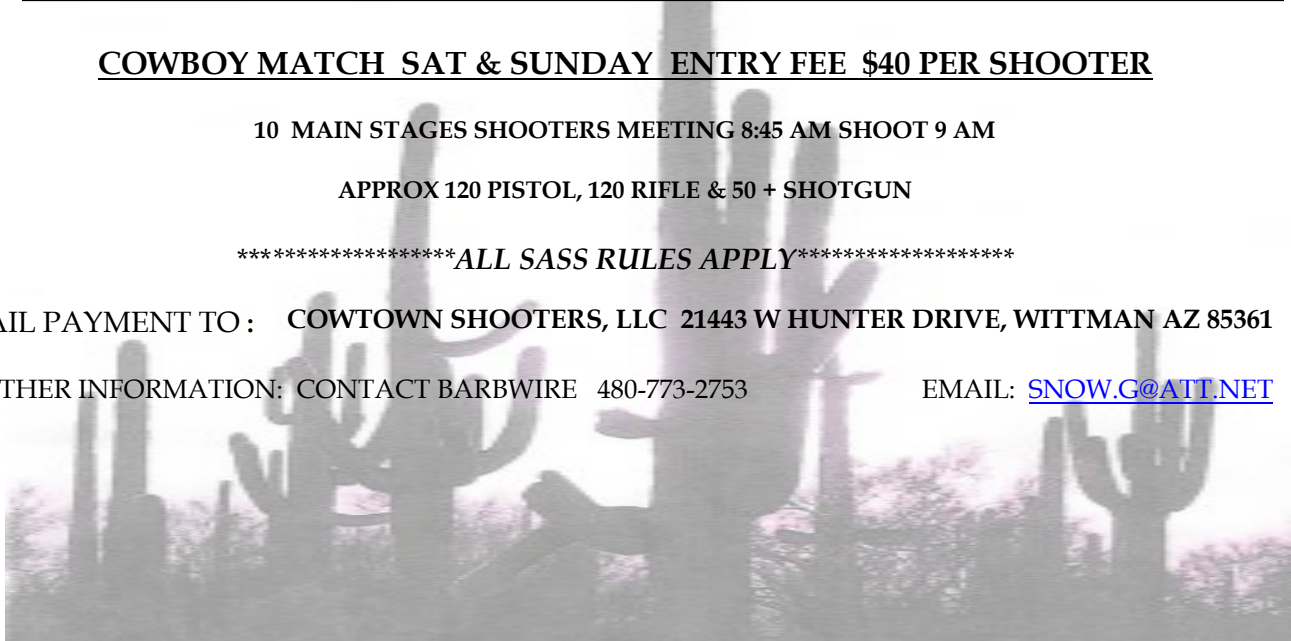 COWBOY MATCH SAT & SUNDAY ENTRY FEE $40 PER SHOOTER
10 MAIN STAGES SHOOTERS MEETING 8:45 AM SHOOT 9 AM
APPROX 120 PISTOL, 120 RIFLE & 50 + SHOTGUN
*******************ALL SASS RULES APPLY*******************
AIL PAYMENT TO : COWTOWN SHOOTERS, LLC 21443 W HUNTER DRIVE, WITTMAN AZ 85361
THER INFORMATION: CONTACT BARBWIRE 480-773-2753 EMAIL: SNOW.G@ATT.NET